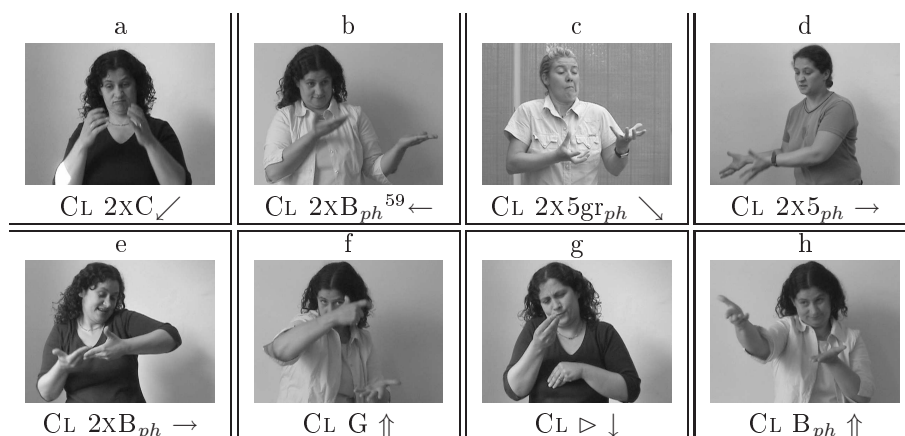 a b c d
CL 2XC↙ CL 2XB_ph^59← CL 2X5gr_ph ↘ CL 2X5_ph →
e f g h
CL 2XB_ph → CL G ⇑ CL ▷ ↓ CL B_ph ⇑